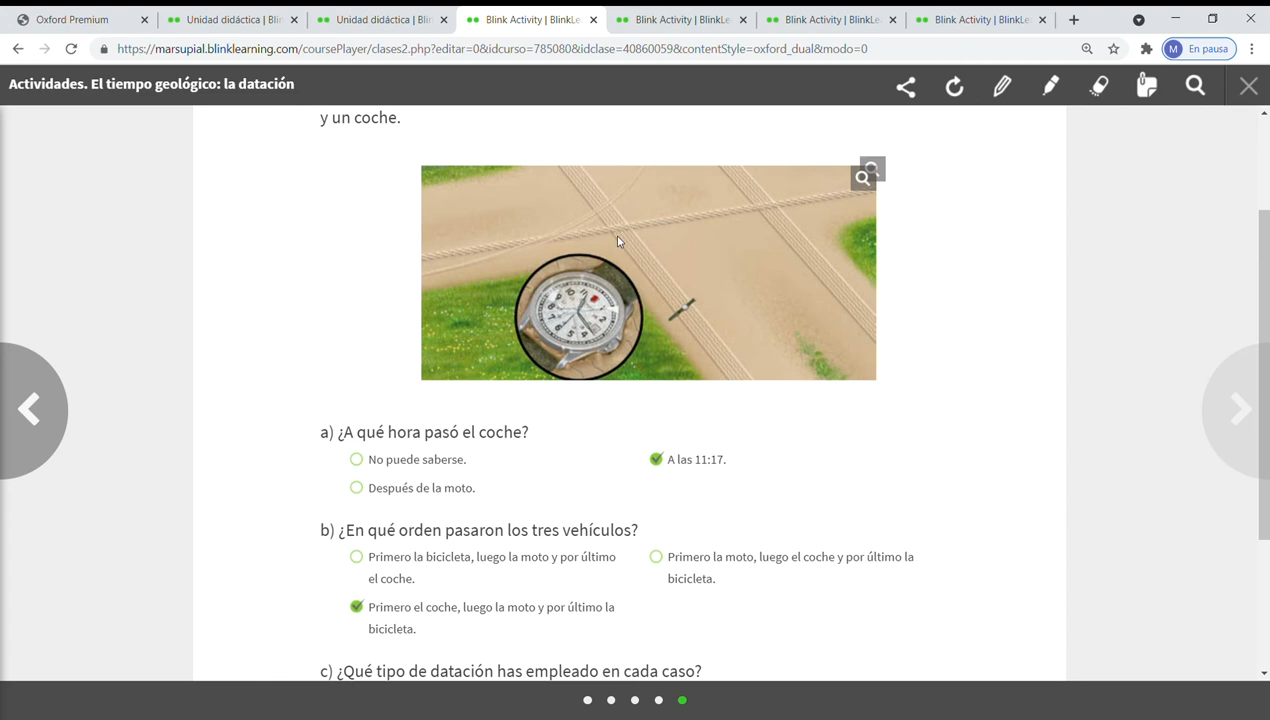 Oxford Premium
Unidad didáctica | Blin
Unidad didáctica | Blin
Blink Activity | BlinkLe
Blink Activity | BlinkLe
Blink Activity | BlinkLe
Blink Activity | BlinkLe
https://marsupial.blinklearning.com/coursePlayer/clases2.php?editar=0&idcurso=785080&idclase=40860059&contentStyle=oxford_dual&modo=0
M En pausa
Actividades. El tiempo geológico: la datación
y un coche.
a) ¿A qué hora pasó el coche?
No puede saberse.
A las 11:17.
Después de la moto.
b) ¿En qué orden pasaron los tres vehículos?
Primero la bicicleta, luego la moto y por último
el coche.
Primero la moto, luego el coche y por último la
bicicleta.
Primero el coche, luego la moto y por último la
bicicleta.
c) ¿Qué tipo de datación has empleado en cada caso?